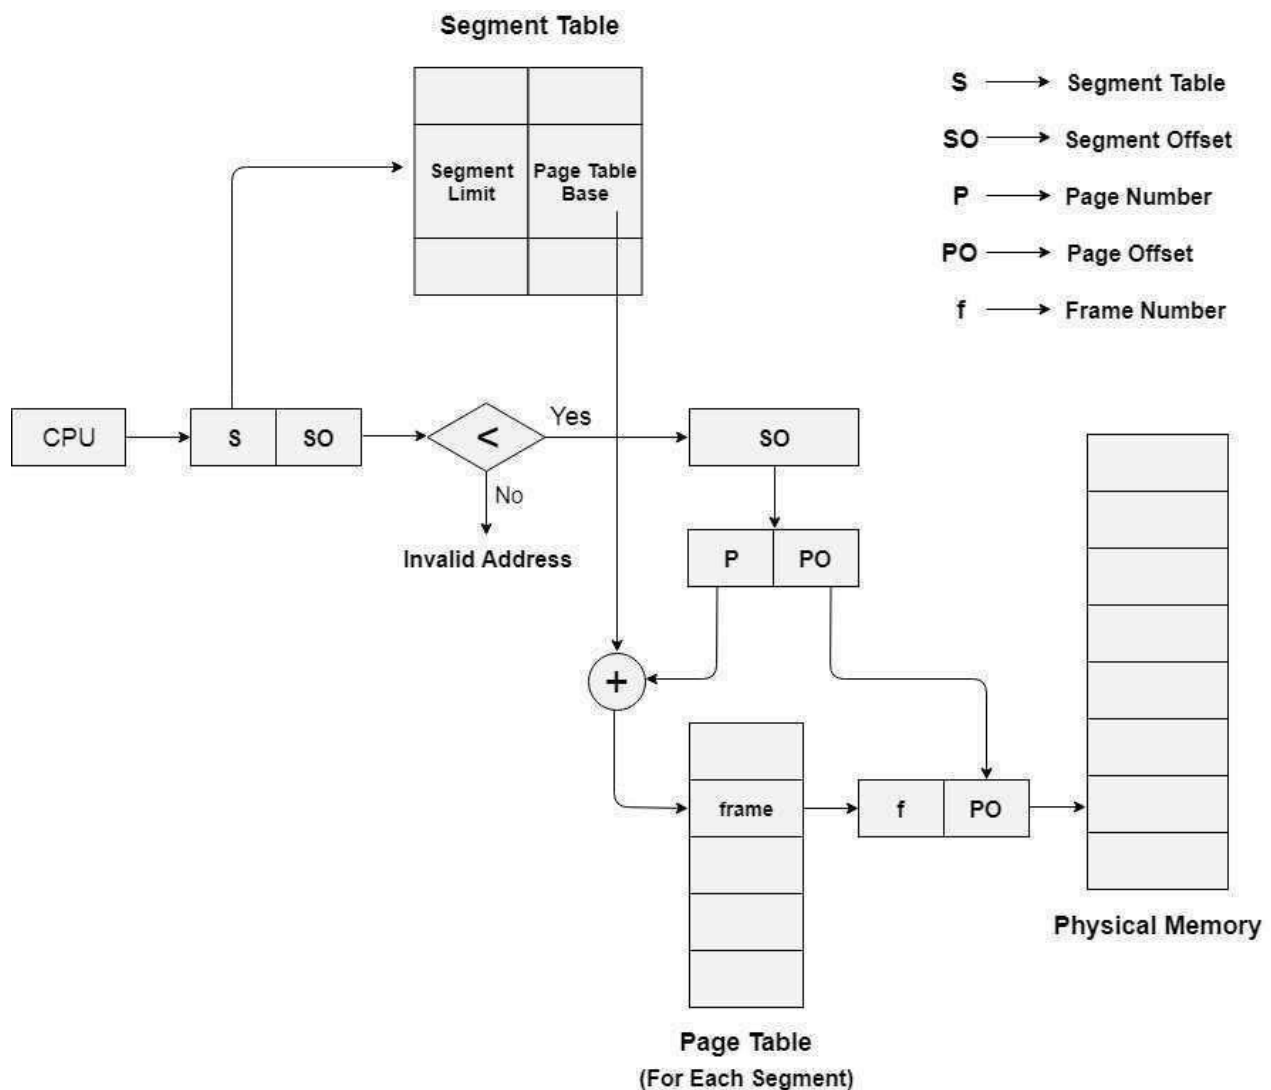 Segment Table
S Segment Table
SO Segment Offset
P Page Number
PO Page Offset
f Frame Number
Segment
Limit
Page Table
Base
CPU
S
SO
<
Yes
No
Invalid Address
SO
P
PO
+
frame
f
PO
Physical Memory
Page Table
(For Each Segment)